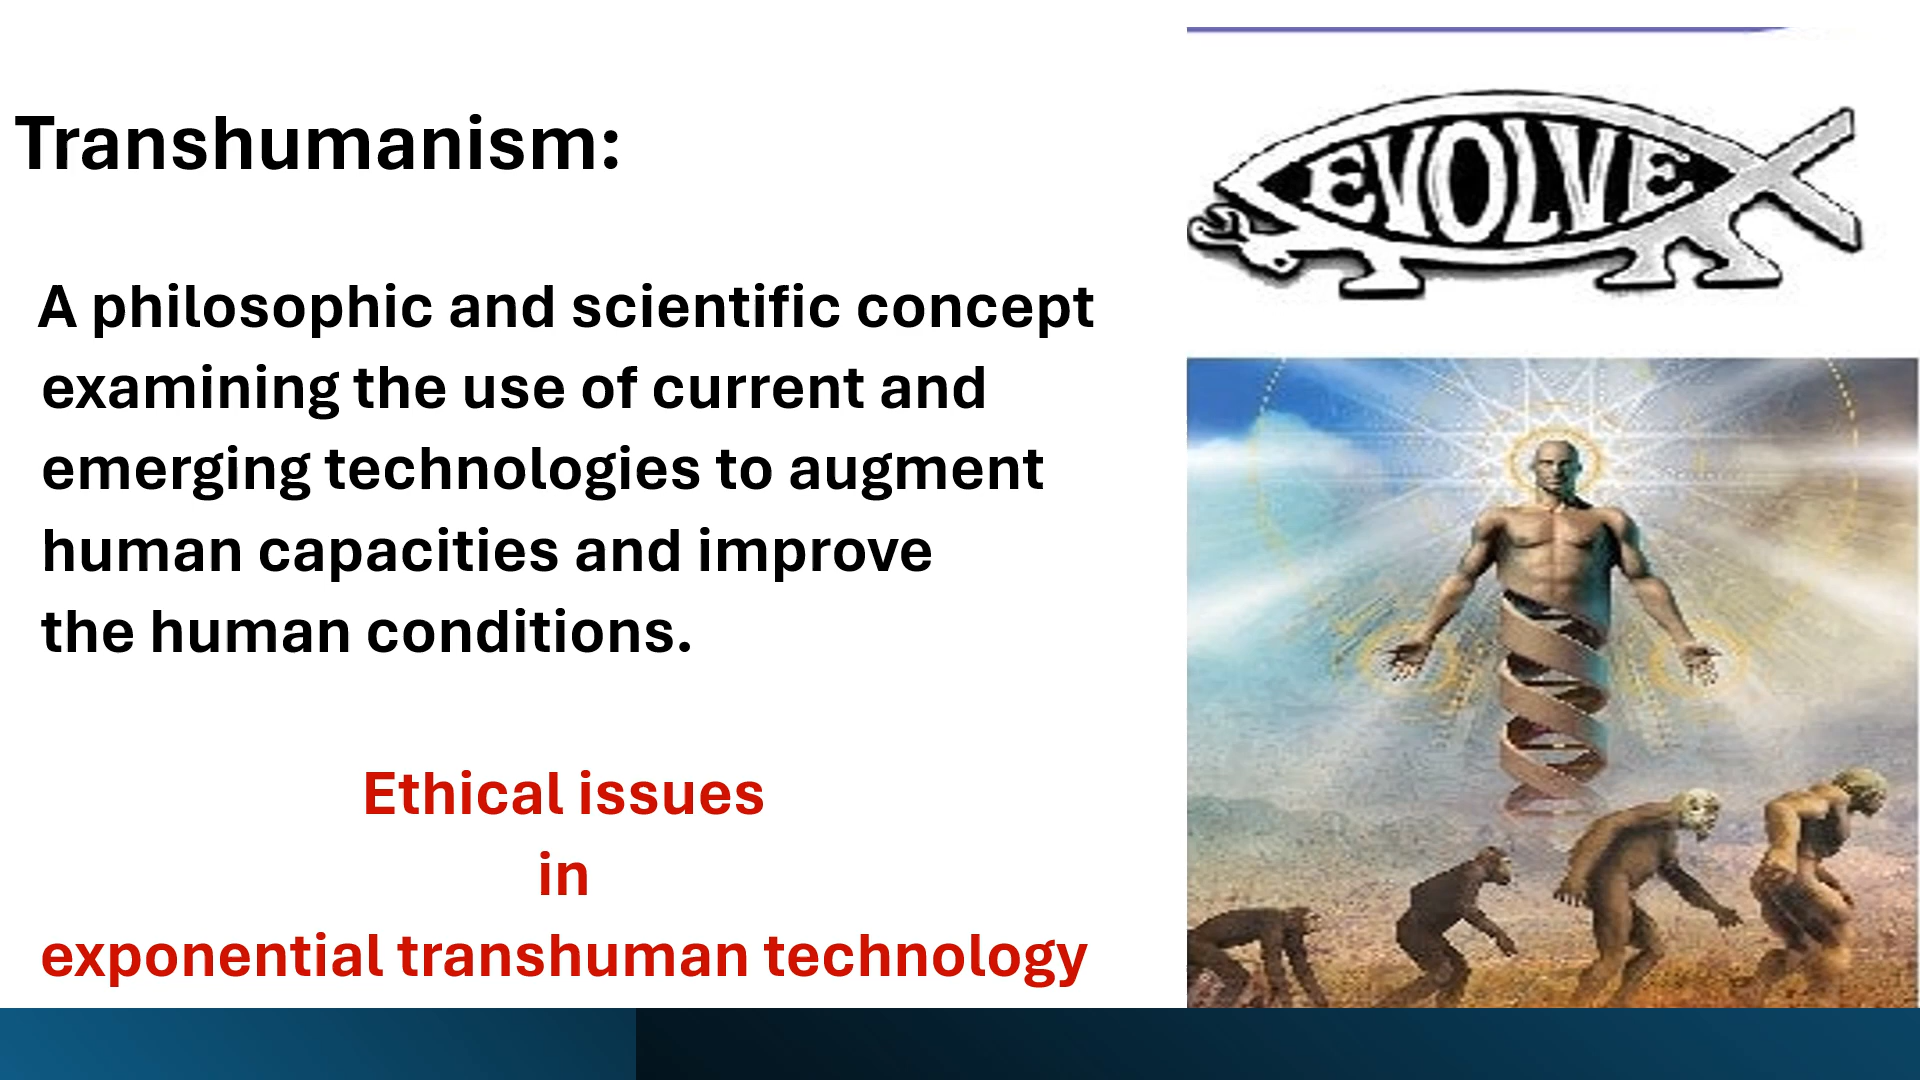 Transhumanism:
A philosophic and scientific concept
examining the use of current and
emerging technologies to augment
human capacities and improve
the human conditions.
Ethical issues
in
exponential transhuman technology
EVOLVE